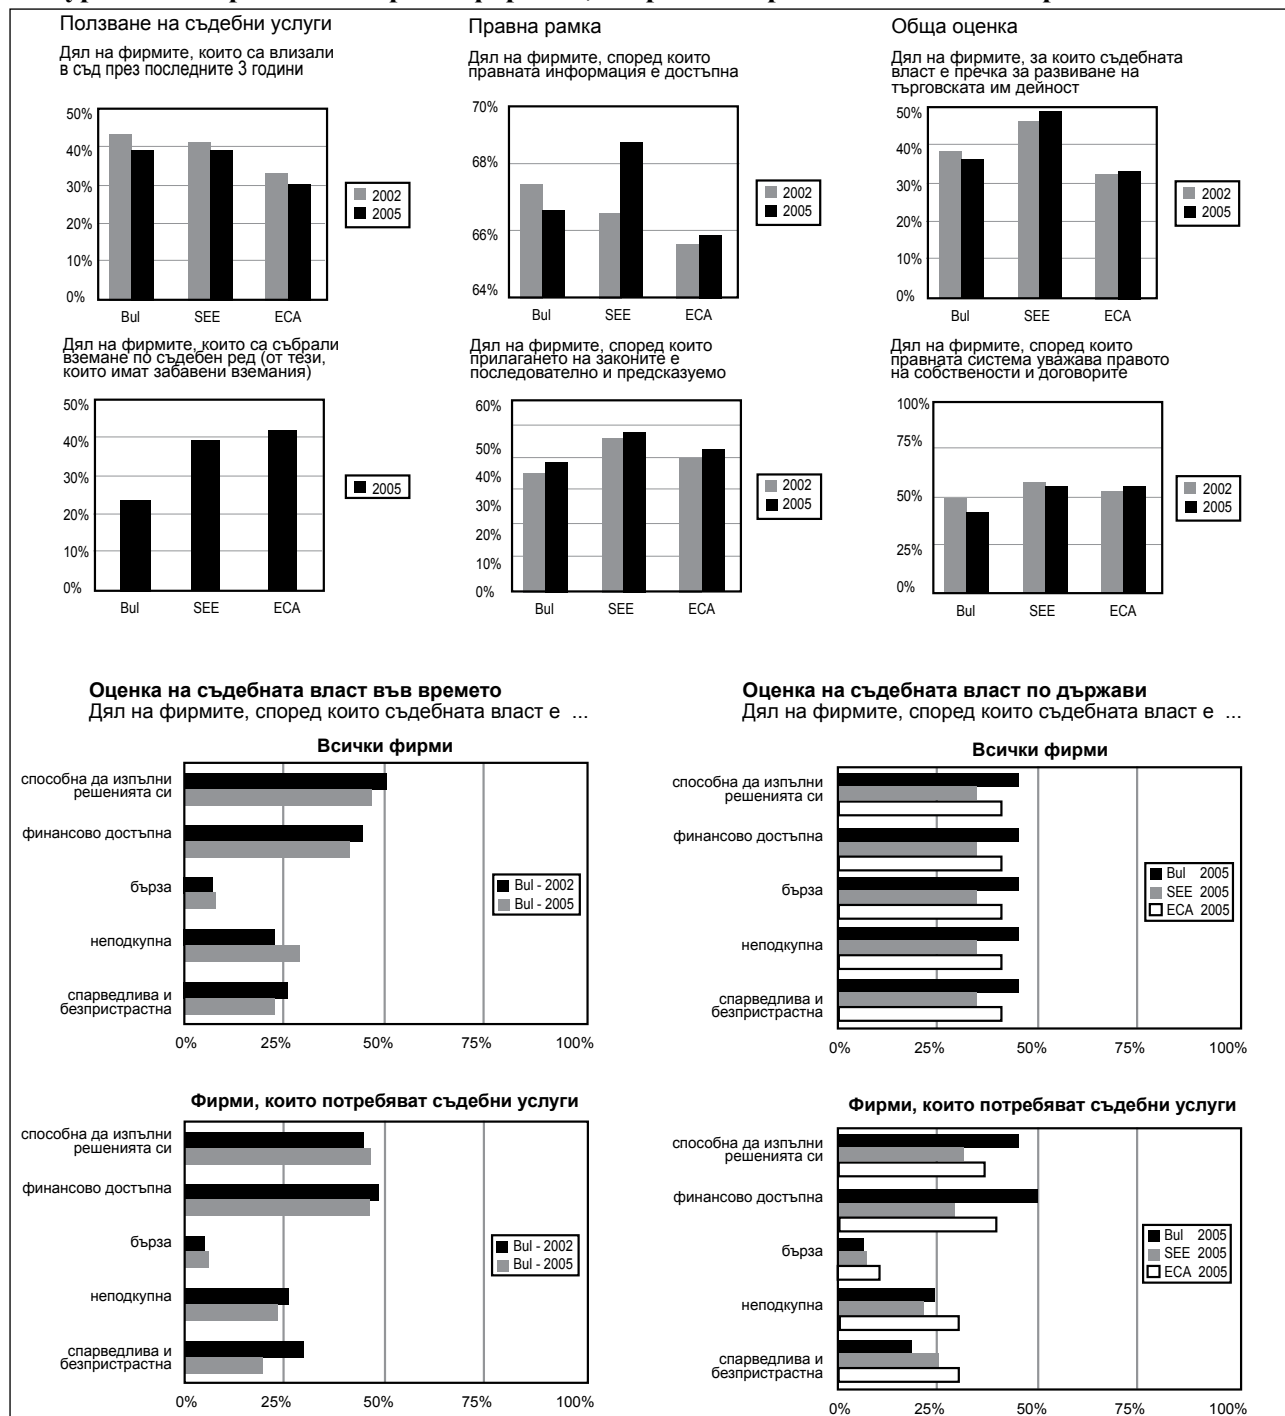 Ползване на съдебни услуги
Дял на фирмите, които са влизали
в съд през последните 3 години
50%
40%
30%
20%
10%
0%
Bul SEE ECA
2002
2005
Правна рамка
Дял на фирмите, според които
правната информация е достъпна
70%
68%
66%
64%
Bul SEE ECA
2002
2005
Обща оценка
Дял на фирмите, за които съдебната
власт е пречка за развиване на
търговската им дейност
50%
40%
30%
20%
10%
0%
Bul SEE ECA
2002
2005
Дял на фирмите, които са събрали
вземане по съдебен ред (от тези,
които имат забавени вземания)
50%
40%
30%
20%
10%
0%
Bul SEE ECA
2005
Дял на фирмите, според които
прилагането на законите е
последователно и предсказуемо
60%
50%
40%
30%
20%
10%
0%
Bul SEE ECA
2002
2005
Дял на фирмите, според които
правната система уважава правото
на собствености и договорите
100%
75%
50%
25%
0%
Bul SEE ECA
2002
2005
Оценка на съдебната власт във времето
Дял на фирмите, според които съдебната власт е ...
Всички фирми
способна да изпълни
решенията си
финансово достъпна
бърза
неподкупна
спарведлива и
безпристрастна
Bul - 2002
Bul - 2005
0% 25% 50% 75% 100%
Фирми, които потребяват съдебни услуги
способна да изпълни
решенията си
финансово достъпна
бърза
неподкупна
спарведлива и
безпристрастна
Bul - 2002
Bul - 2005
0% 25% 50% 75% 100%
Оценка на съдебната власт по държави
Дял на фирмите, според които съдебната власт е ...
Всички фирми
способна да изпълни
решенията си
финансово достъпна
бърза
неподкупна
спарведлива и
безпристрастна
Bul 2005
SEE 2005
ECA 2005
0% 25% 50% 75% 100%
Фирми, които потребяват съдебни услуги
способна да изпълни
решенията си
финансово достъпна
бърза
неподкупна
спарведлива и
безпристрастна
Bul 2005
SEE 2005
ECA 2005
0% 25% 50% 75% 100%